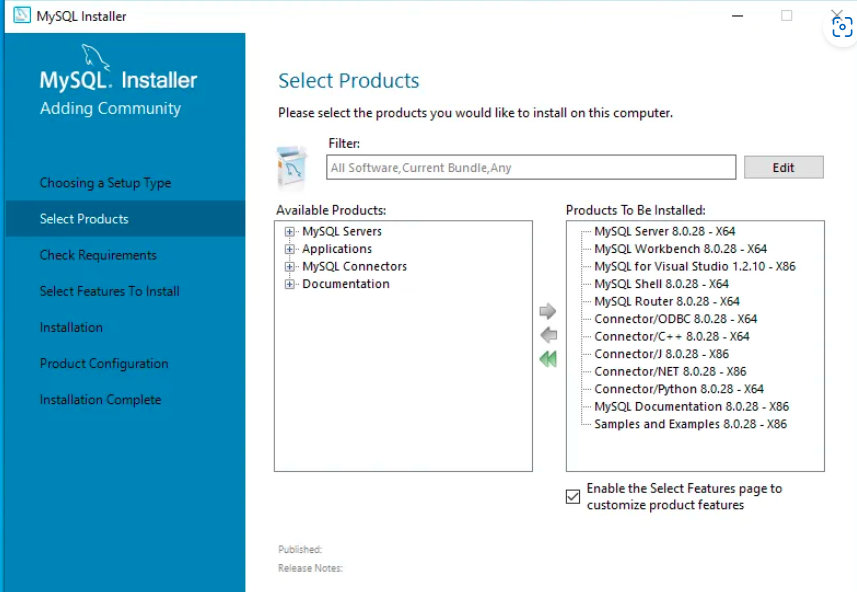 MySQL Installer
MySQL. Installer
Adding Community
Choosing a Setup Type
Select Products
Check Requirements
Select Features To Install
Installation
Product Configuration
Installation Complete
Select Products
Please select the products you would like to install on this computer.
Filter:
All Software,Current Bundle,Any
Edit
Available Products:
MySQL Servers
Applications
MySQL Connectors
Documentation
Products To Be Installed:
MySQL Server 8.0.28 - X64
MySQL Workbench 8.0.28 - X64
MySQL for Visual Studio 1.2.10 - X86
MySQL Shell 8.0.28 - X64
MySQL Router 8.0.28 - X64
Connector/ODBC 8.0.28 - X64
Connector/C++ 8.0.28 - X64
Connector/J 8.0.28 - X86
Connector/NET 8.0.28 - X86
Connector/Python 8.0.28 - X64
MySQL Documentation 8.0.28 - X86
Samples and Examples 8.0.28 - X86
Enable the Select Features page to
customize product features
Published:
Release Notes: